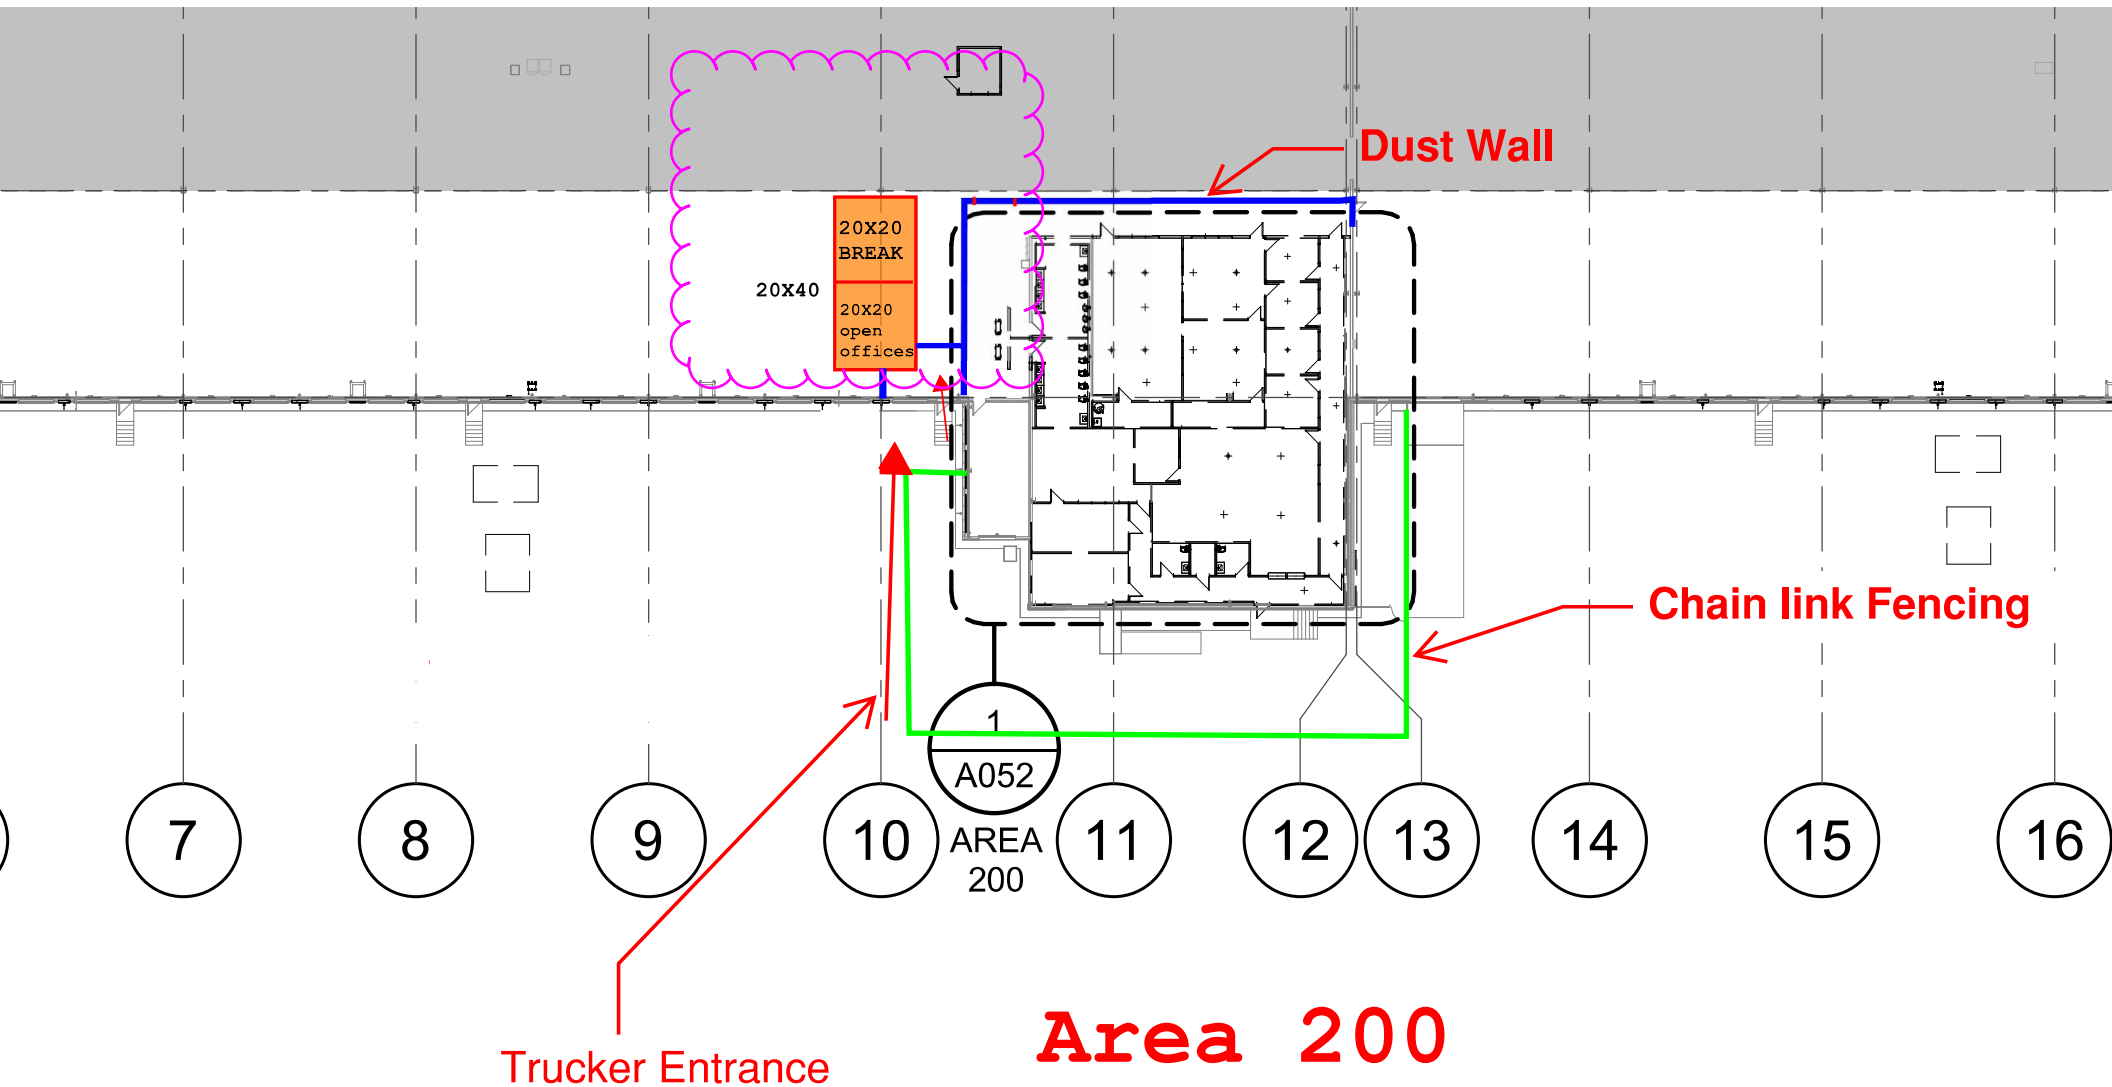 Dust Wall
20X20
BREAK
20X40
20X20
open
offices
Chain link Fencing
1
A052
AREA
200
7
8
9
10
11
12
13
14
15
16
Area 200
Trucker Entrance